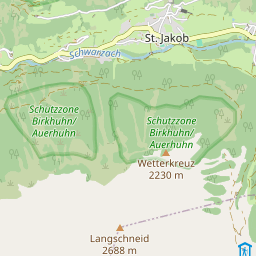 St. Jakob
Schwarzach
Schutzzone
Birkhuhn/
Auerhuhn
Schutzzone
Birkhuhn/
Auerhuhn
Wetterkreuz
2230 m
Langschneid
2688 m